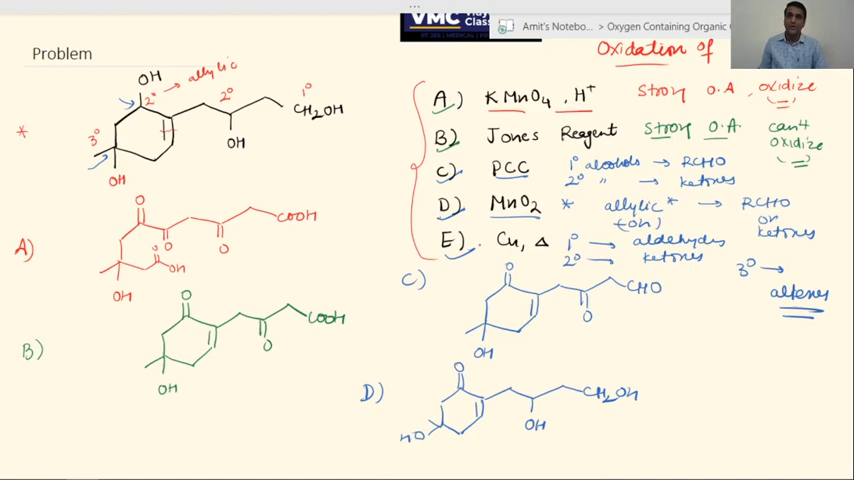 VMC
Amit's Notebo... > Oxygen Containing Organic
Problem
Oxidation of
OH
2° → allylic
2°
1°
CH2OH
3°
OH
OH
*
A) KMnO4, H+ Strong O.A, oxidize
B) Jones Reagent Strong O.A. can't oxidize
C) PCC 1° alcohols → RCHO
2° " → ketones
D) MnO2 * allylic * → RCHO
(-OH) or
ketones
E). Cu, Δ 1° → aldehydes
2° → ketones
3° →
alkenes
A)
O
O
O
COOH
O
OH
OH
B)
O
COOH
O
OH
C)
O
CHO
O
OH
D)
O
CH2OH
OH
HO